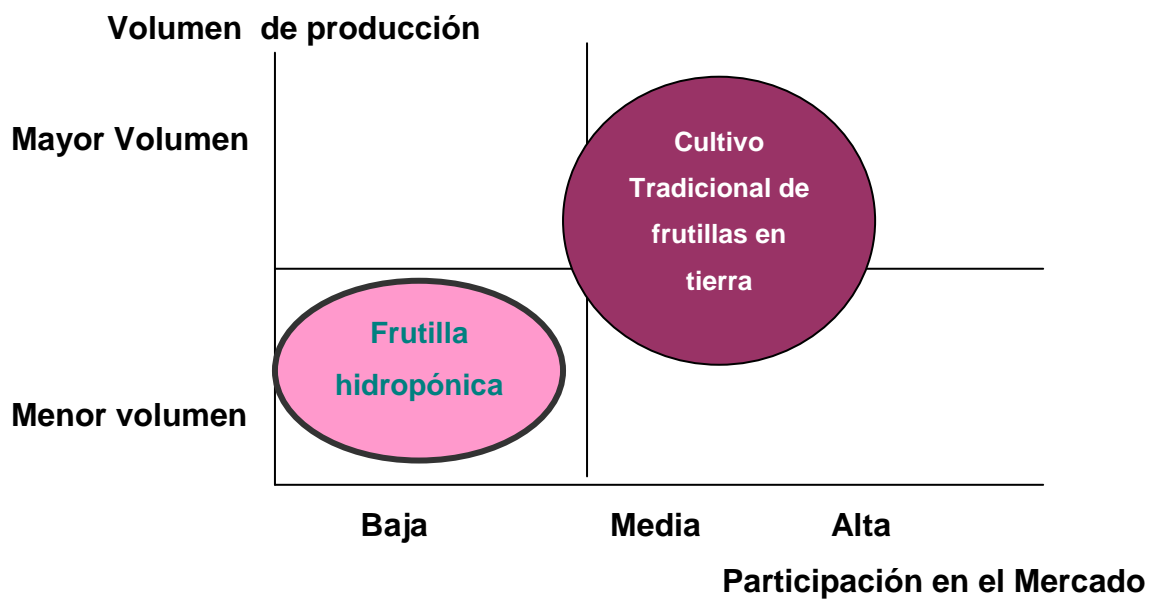 Volumen de producción
Mayor Volumen
Cultivo
Tradicional de
frutillas en
tierra
Frutilla
hidropónica
Menor volumen
Baja Media Alta
Participación en el Mercado